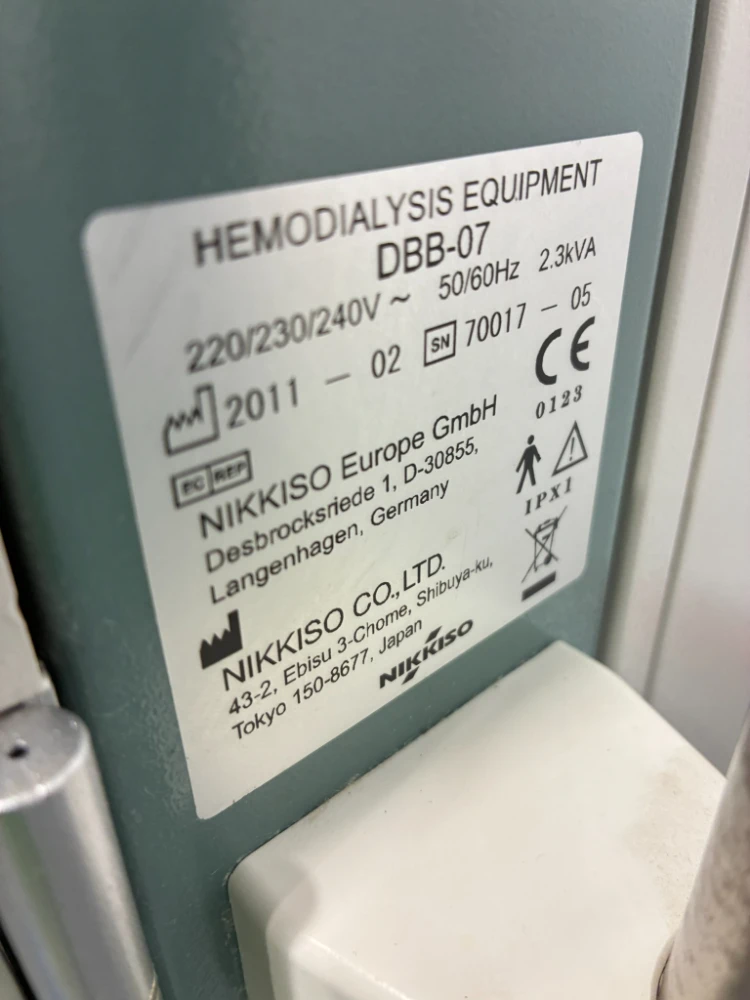 HEMODIALYSIS EQUIPMENT
DBB-07
220/230/240V ~ 50/60Hz 2.3kVA
2011 - 02 SN 70017 - 05
CE
0123
EC REP
NIKKISO Europe GmbH
Desbrocksriede 1, D-30855,
Langenhagen, Germany
IPX1
NIKKISO CO.,LTD.
43-2, Ebisu 3-Chome, Shibuya-ku,
Tokyo 150-8677, Japan
NIKKISO